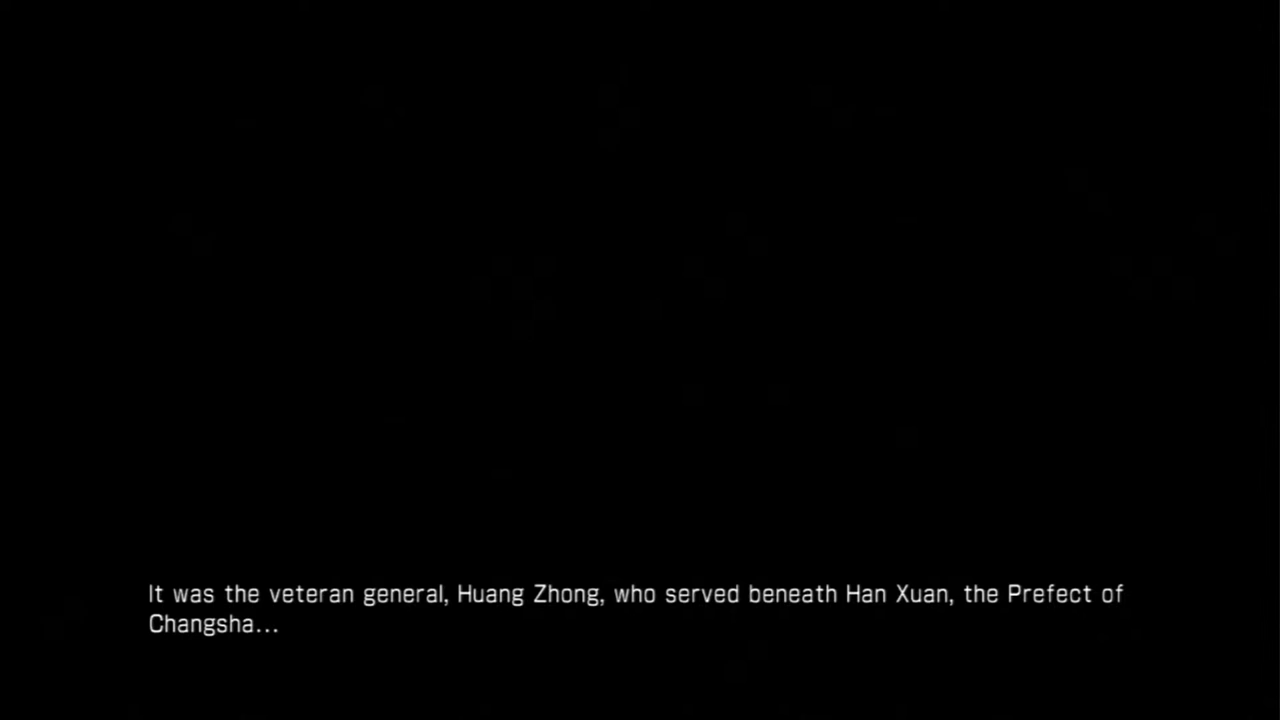 It was the veteran general, Huang Zhong, who served beneath Han Xuan, the Prefect of
Changsha...